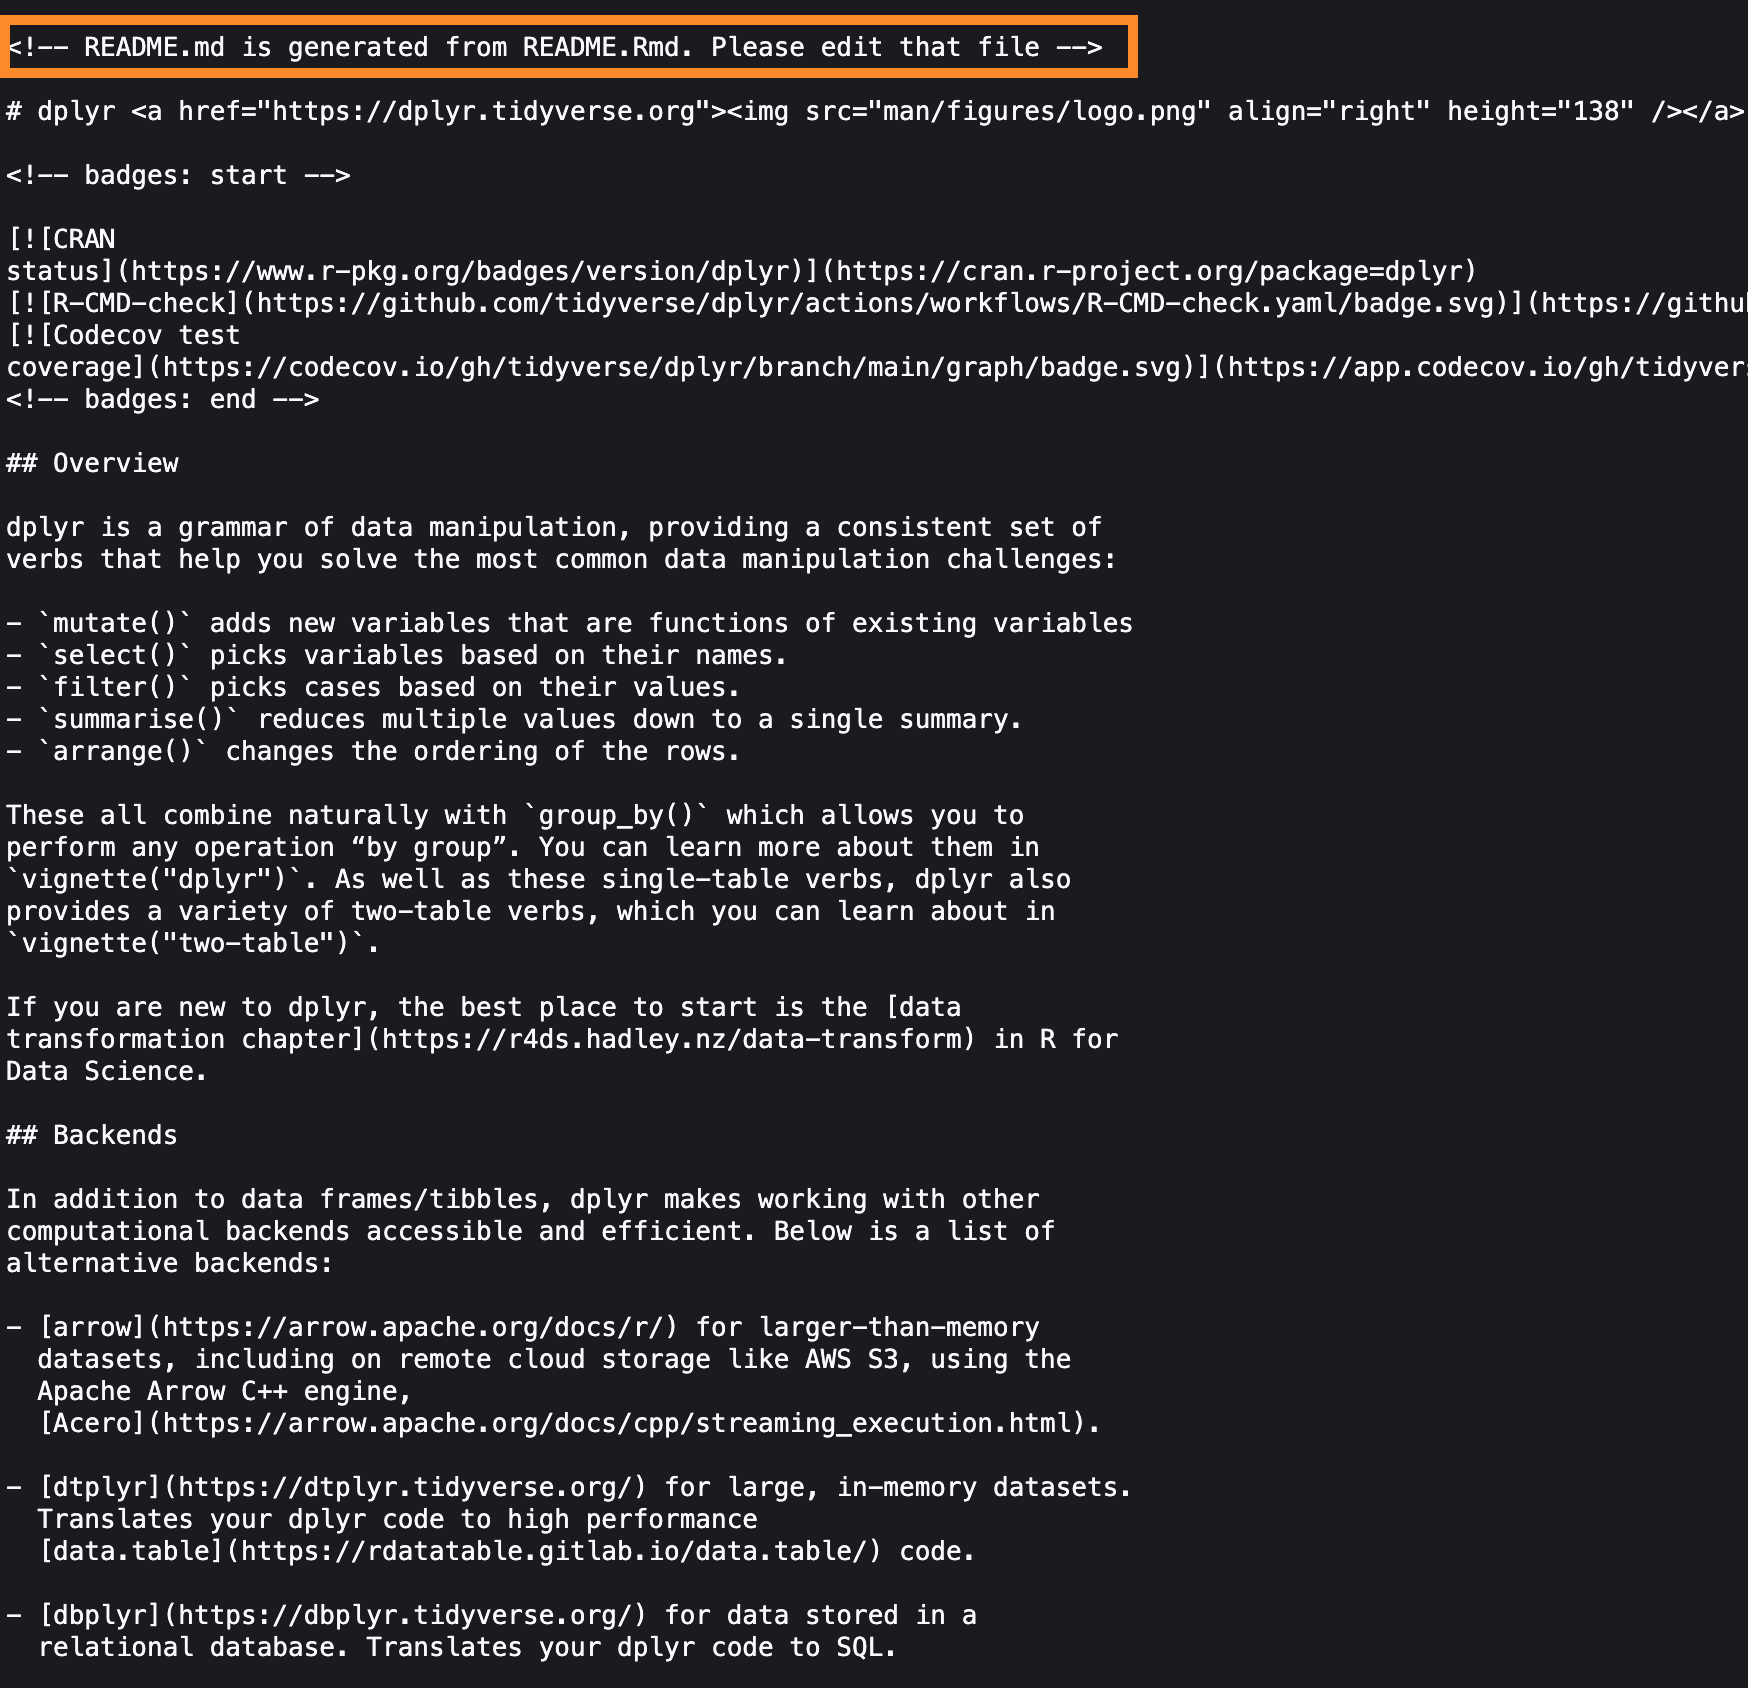 <!-- README.md is generated from README.Rmd. Please edit that file -->
# dplyr <a href="https://dplyr.tidyverse.org"><img src="man/figures/logo.png" align="right" height="138" /></a>
<!-- badges: start -->
[![CRAN
status](https://www.r-pkg.org/badges/version/dplyr)](https://cran.r-project.org/package=dplyr)
[![R-CMD-check](https://github.com/tidyverse/dplyr/actions/workflows/R-CMD-check.yaml/badge.svg)](https://githu
[![Codecov test
coverage](https://codecov.io/gh/tidyverse/dplyr/branch/main/graph/badge.svg)](https://app.codecov.io/gh/tidyver
<!-- badges: end -->
## Overview
dplyr is a grammar of data manipulation, providing a consistent set of
verbs that help you solve the most common data manipulation challenges:
- `mutate()` adds new variables that are functions of existing variables
- `select()` picks variables based on their names.
- `filter()` picks cases based on their values.
- `summarise()` reduces multiple values down to a single summary.
- `arrange()` changes the ordering of the rows.
These all combine naturally with `group_by()` which allows you to
perform any operation “by group”. You can learn more about them in
`vignette("dplyr")`. As well as these single-table verbs, dplyr also
provides a variety of two-table verbs, which you can learn about in
`vignette("two-table")`.
If you are new to dplyr, the best place to start is the [data
transformation chapter](https://r4ds.hadley.nz/data-transform) in R for
Data Science.
## Backends
In addition to data frames/tibbles, dplyr makes working with other
computational backends accessible and efficient. Below is a list of
alternative backends:
- [arrow](https://arrow.apache.org/docs/r/) for larger-than-memory
datasets, including on remote cloud storage like AWS S3, using the
Apache Arrow C++ engine,
[Acero](https://arrow.apache.org/docs/cpp/streaming_execution.html).
- [dtplyr](https://dtplyr.tidyverse.org/) for large, in-memory datasets.
Translates your dplyr code to high performance
[data.table](https://rdatatable.gitlab.io/data.table/) code.
- [dbplyr](https://dbplyr.tidyverse.org/) for data stored in a
relational database. Translates your dplyr code to SQL.